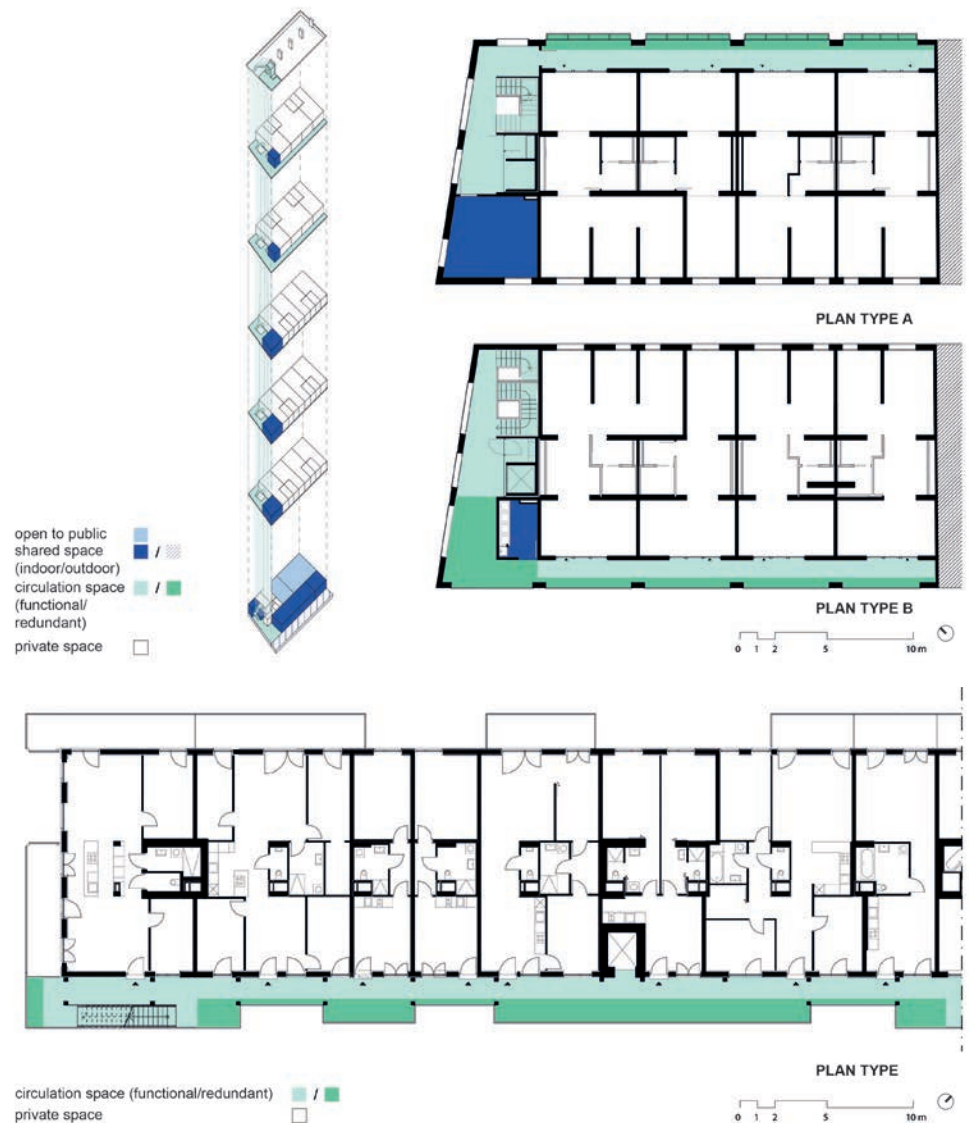 PLAN TYPE A
open to public
shared space /
(indoor/outdoor)
circulation space /
(functional/
redundant)
private space
PLAN TYPE B
0 1 2 5 10 m
PLAN TYPE
circulation space (functional/redundant) /
private space
0 1 2 5 10 m